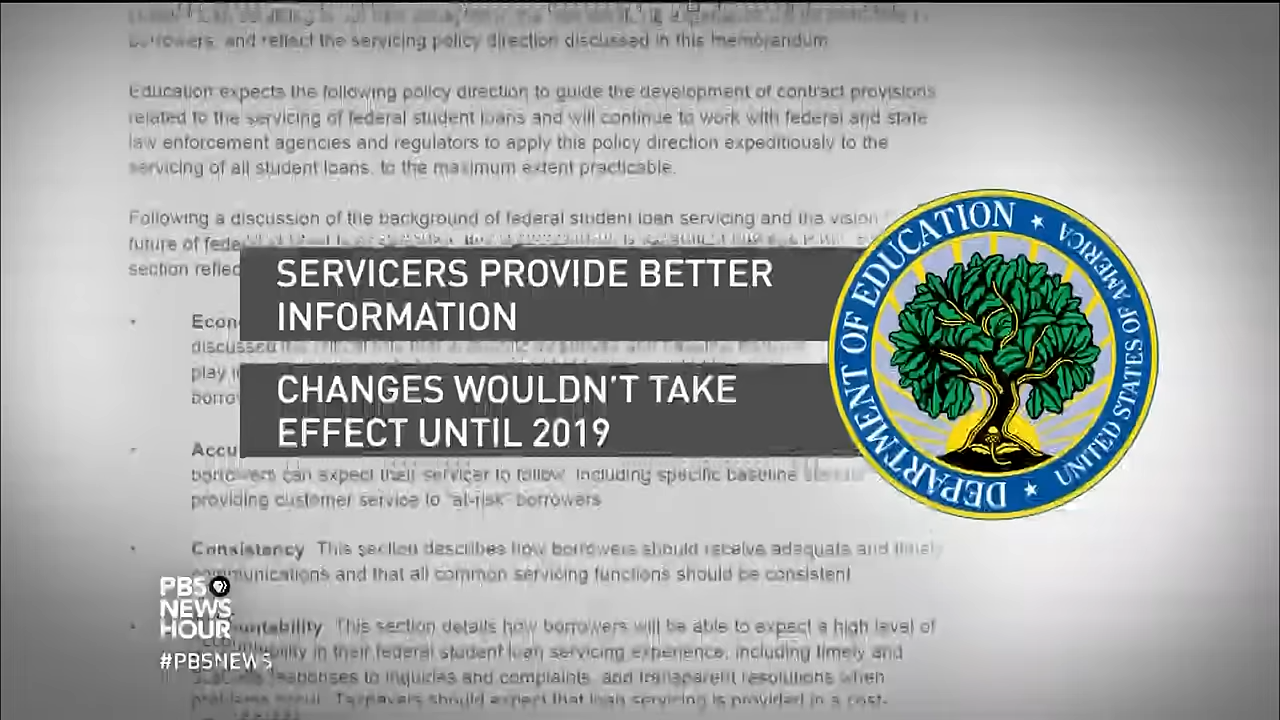 borrowers, and reflect the servicing policy direction discussed in this memorandum
Education expects the following policy direction to guide the development of contract provisions
related to the servicing of federal student loans and will continue to work with federal and state
law enforcement agencies and regulators to apply this policy direction expeditiously to the
servicing of all student loans, to the maximum extent practicable.
Following a discussion of the background of federal student loan servicing and the vision
future of
section
SERVICERS PROVIDE BETTER
INFORMATION
discussed
CHANGES WOULDN'T TAKE
EFFECT UNTIL 2019
borrowers can expect their servicer to follow, including specific baseline
providing customer service to "at-risk" borrowers
Consistency This section describes how borrowers should receive adequate and timely
communications and that all common servicing functions should be consistent
This section details how borrowers will be able to expect a high level of
in their federal student loan servicing experience, including timely and
responses to inquiries and complaints, and transparent resolutions when
problems occur. Taxpayers should expect that loan servicing is provided in a cost-
DEPARTMENT OF EDUCATION
UNITED STATES OF AMERICA
PBS
NEWS
HOUR
#PBSNEWS